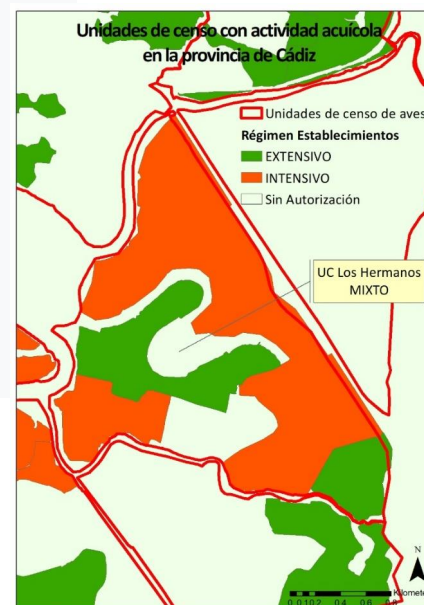 Unidades de censo con actividad acuícola
en la provincia de Cádiz
Unidades de censo de aves
Régimen Establecimientos
EXTENSIVO
INTENSIVO
Sin Autorización
UC Los Hermanos
MIXTO
N